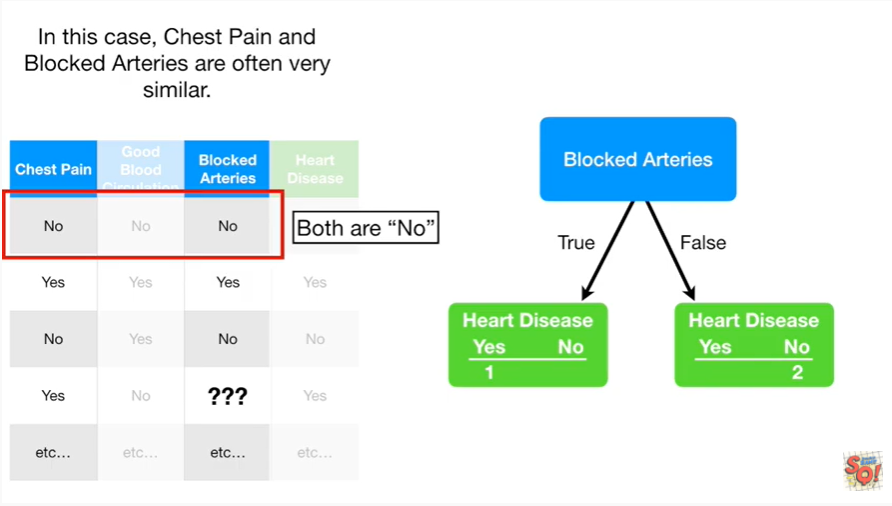 In this case, Chest Pain and
Blocked Arteries are often very
similar.
Chest Pain
Good
Blood
Circulation
Blocked
Arteries
Heart
Disease
No
No
No
Both are “No”
Yes
Yes
Yes
Yes
No
Yes
No
No
Yes
No
???
Yes
etc…
etc…
etc…
etc…
Blocked Arteries
True
False
Heart Disease
Yes No
1
Heart Disease
Yes No
2
SQ!